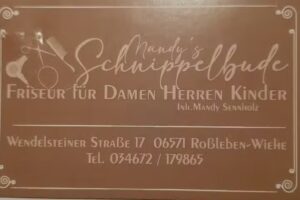 Mandy's
Schnippelbude
Friseur für Damen Herren Kinder
Inh. Mandy Sennholz
Wendelsteiner Straße 17 06571 Roßleben-Wiehe
Tel. 034672 / 179865